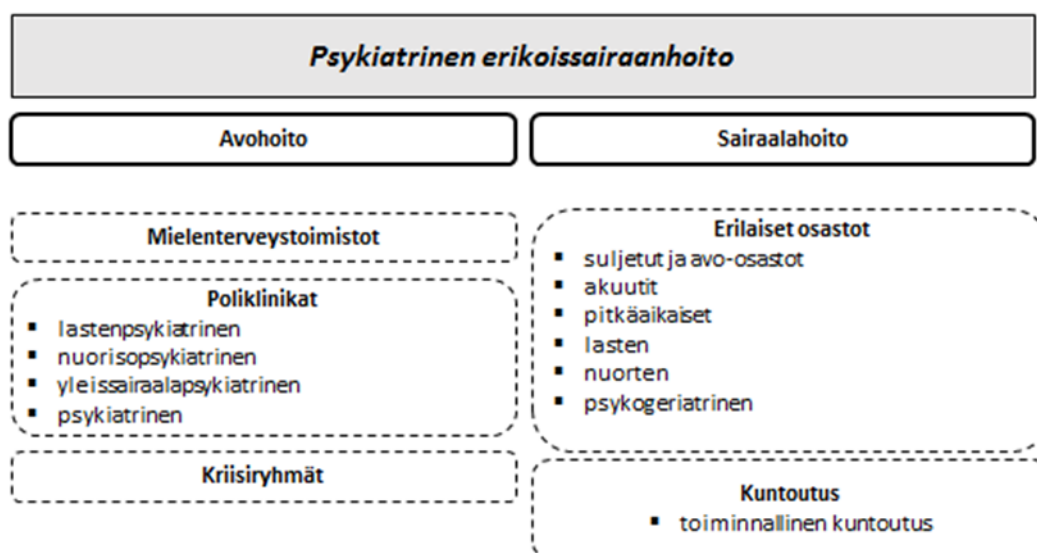 Psykiatrinen erikoissairaanhoito
Avohoito
Mielenterveystoimistot
Poliklinikat
▪ lastenpsykiatrinen
▪ nuorisopsykiatrinen
▪ yleissairaalapsykiatrinen
▪ psykiatrinen
Kriisiryhmät
Sairaalahoito
Erilaiset osastot
▪ suljetut ja avo-osastot
▪ akuutit
▪ pitkäaikaiset
▪ lasten
▪ nuorten
▪ psykogeriatrinen
Kuntoutus
▪ toiminnallinen kuntoutus